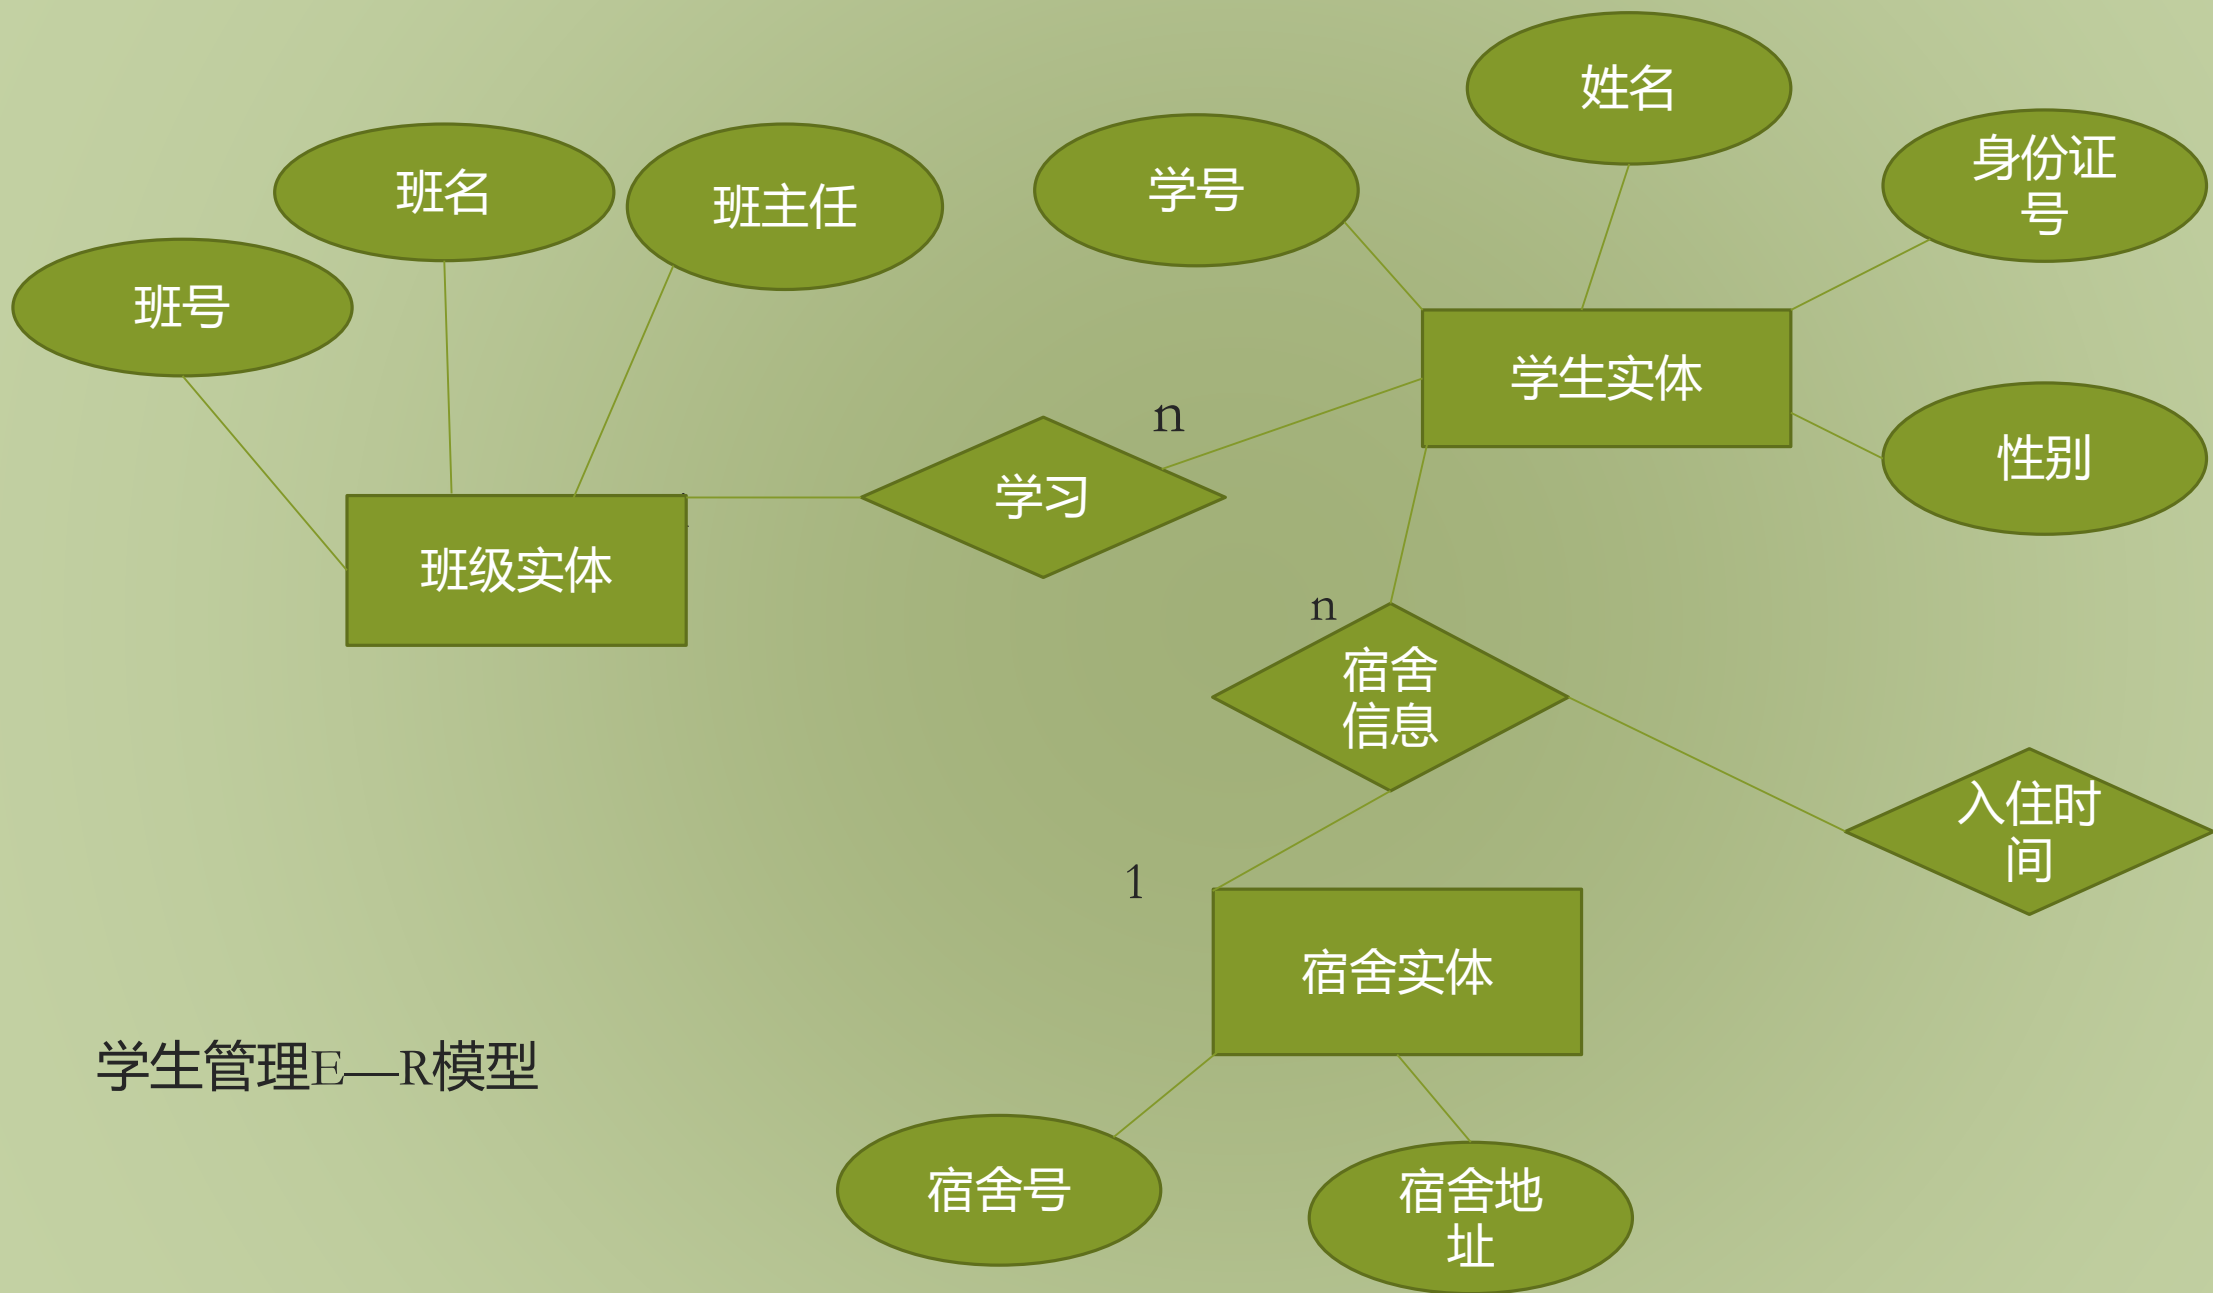 姓名
身份证
号
班名
班主任
学号
班号
学生实体
n
性别
学习
班级实体
n
宿舍
信息
入住时
间
1
宿舍实体
学生管理E—R模型
宿舍号
宿舍地
址